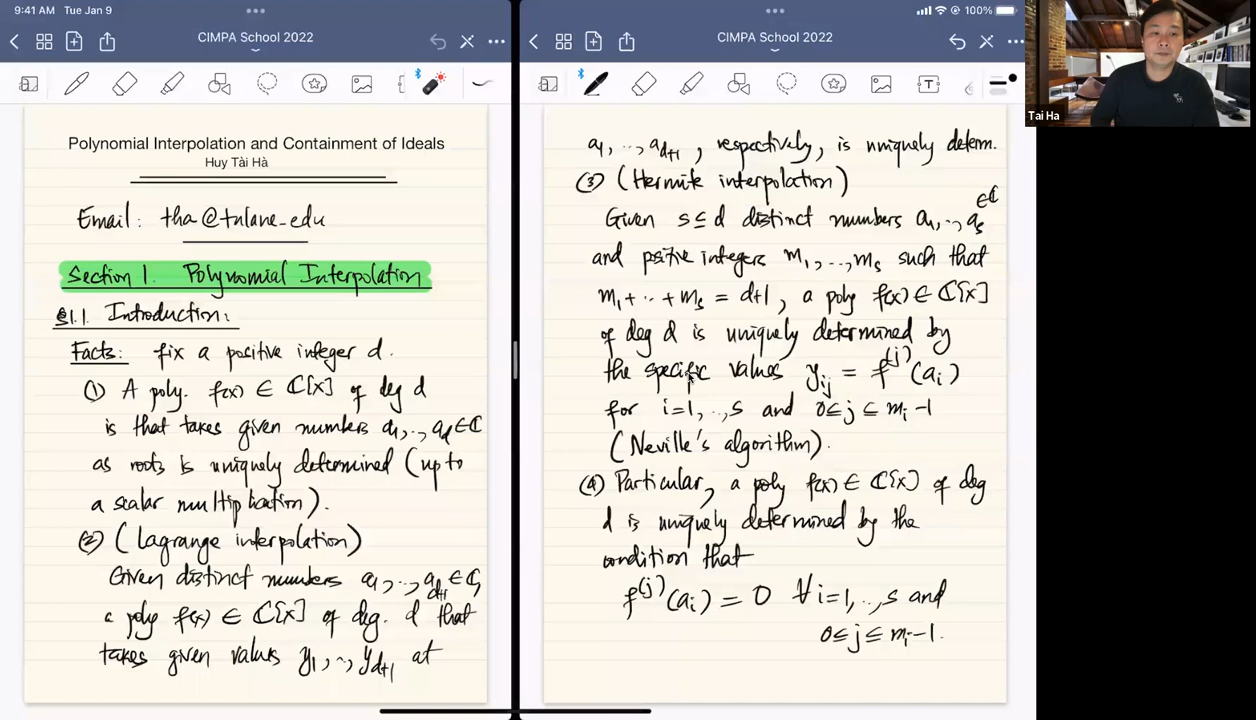 9:41 AM Tue Jan 9
100%
CIMPA School 2022
Polynomial Interpolation and Containment of Ideals
Huy Tài Hà
Email: tha@tulane.edu
Section 1. Polynomial Interpolation
§1.1. Introduction:
Facts: fix a positive integer d.
① A poly. f(x) ∈ ℂ[x] of deg d
is that takes given numbers a1,..,ad ∈ ℂ
as roots is uniquely determined (up to
a scalar multiplication).
② (Lagrange interpolation)
Given distinct numbers a1,..,ad+1 ∈ ℂ,
a poly f(x) ∈ ℂ[x] of deg. d that
takes given values y1,..,yd+1 at
CIMPA School 2022
a1,..,ad+1, respectively, is uniquely determ.
③ (Hermite interpolation)
Given s ≤ d distinct numbers a1,..,as ∈ ℂ
and positive integers m1,..,ms such that
m1+..+ms = d+1, a poly f(x) ∈ ℂ[x]
of deg d is uniquely determined by
the specific values yij = f^(j)(ai)
for i=1,..,s and 0≤j≤mi-1
(Neville's algorithm).
④ Particular, a poly f(x) ∈ ℂ[x] of deg
d is uniquely determined by the
condition that
f^(j)(ai) = 0 ∀i=1,..,s and
0≤j≤mi-1.
Tai Ha